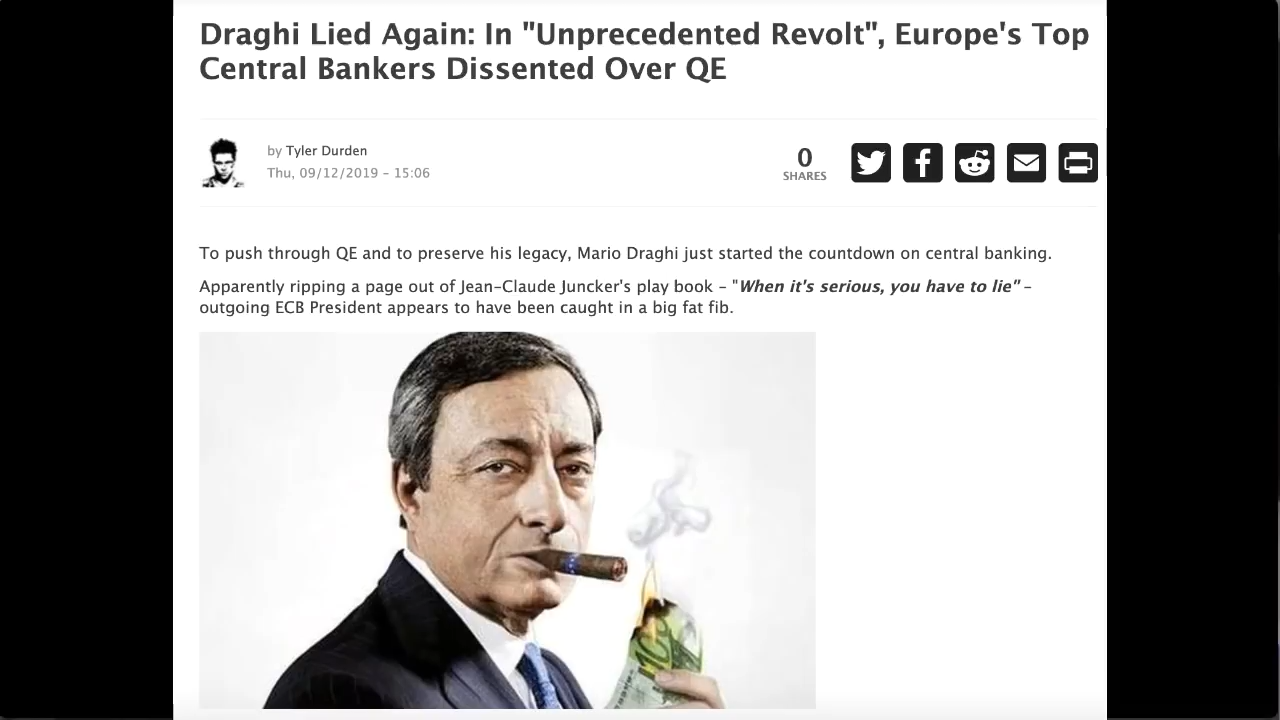 Draghi Lied Again: In "Unprecedented Revolt", Europe's Top
Central Bankers Dissented Over QE
by Tyler Durden
Thu, 09/12/2019 – 15:06
0
SHARES
To push through QE and to preserve his legacy, Mario Draghi just started the countdown on central banking.
Apparently ripping a page out of Jean-Claude Juncker's play book – "When it's serious, you have to lie" –
outgoing ECB President appears to have been caught in a big fat fib.